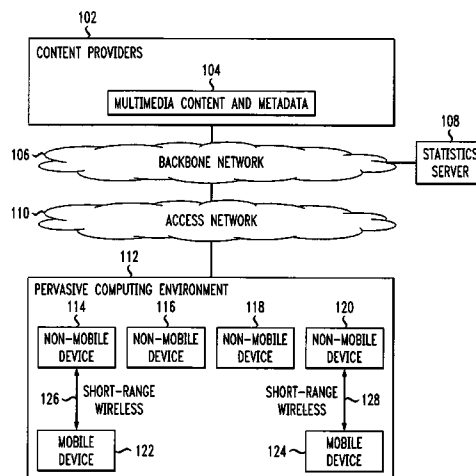 102
CONTENT PROVIDERS
104
MULTIMEDIA CONTENT AND METADATA
106
BACKBONE NETWORK
108
STATISTICS
SERVER
110
ACCESS NETWORK
112
PERVASIVE COMPUTING ENVIRONMENT
114 116 118 120
NON-MOBILE
DEVICE
NON-MOBILE
DEVICE
NON-MOBILE
DEVICE
NON-MOBILE
DEVICE
126
SHORT-RANGE
WIRELESS
SHORT-RANGE
WIRELESS
128
MOBILE
DEVICE
122
124
MOBILE
DEVICE